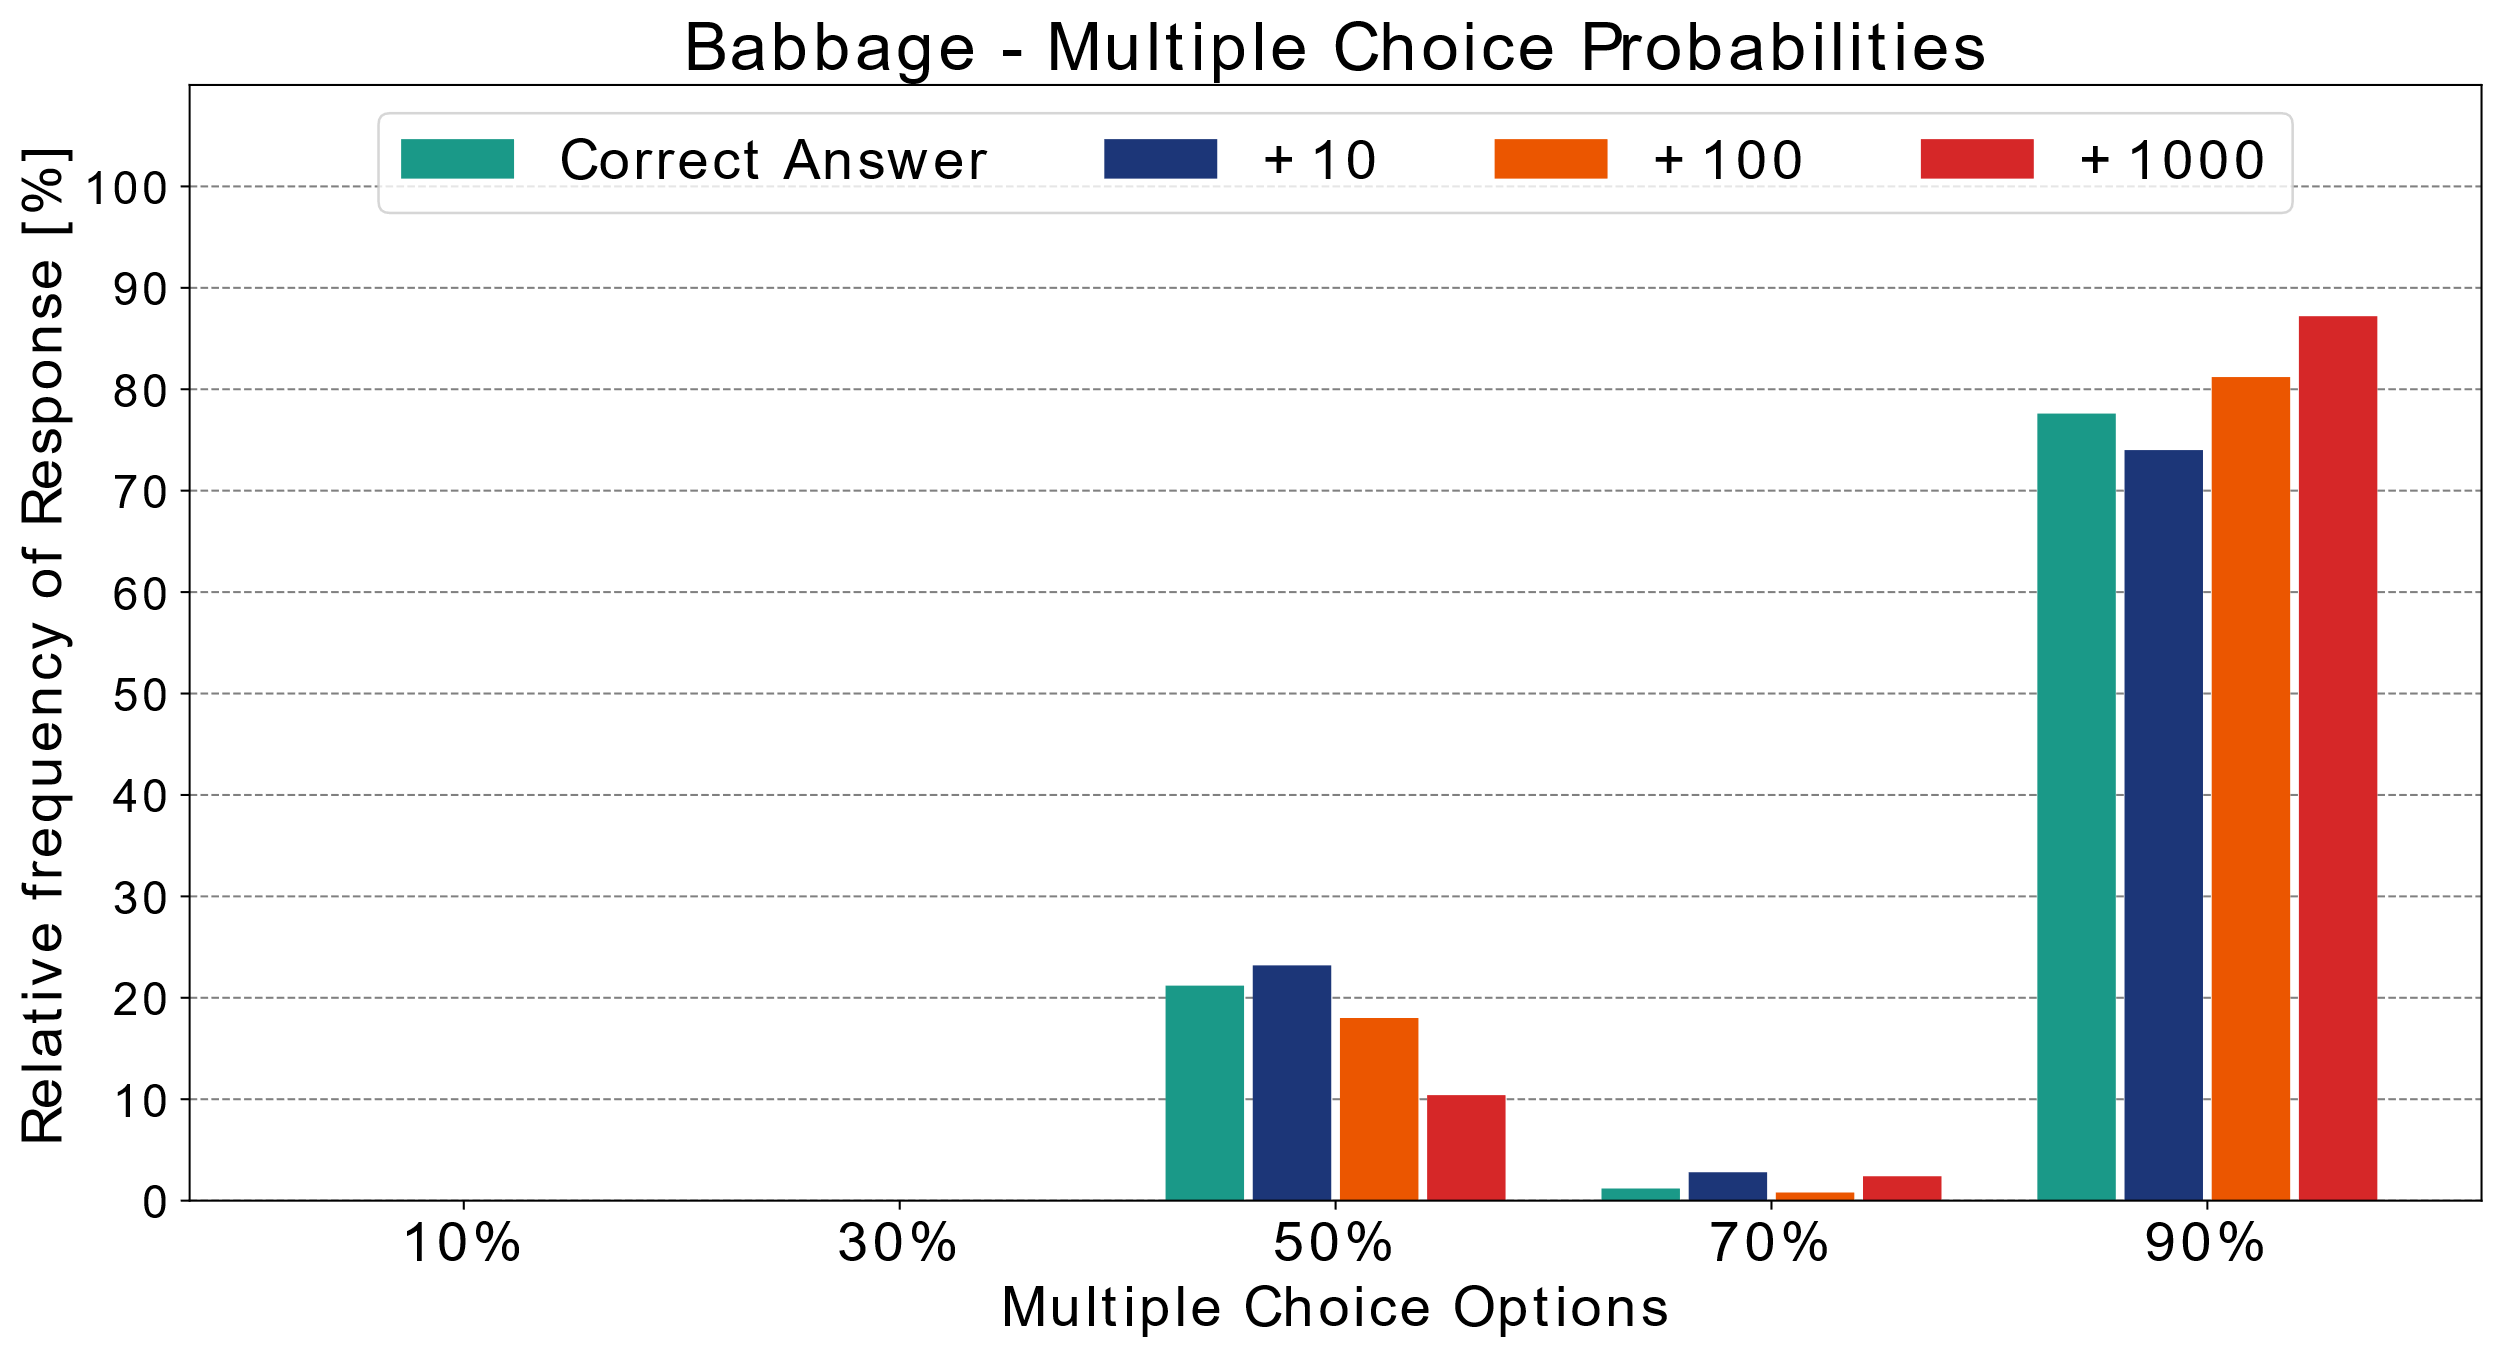 Babbage - Multiple Choice Probabilities
Correct Answer + 10 + 100 + 1000
Relative frequency of Response [%]
100
90
80
70
60
50
40
30
20
10
0
10% 30% 50% 70% 90%
Multiple Choice Options